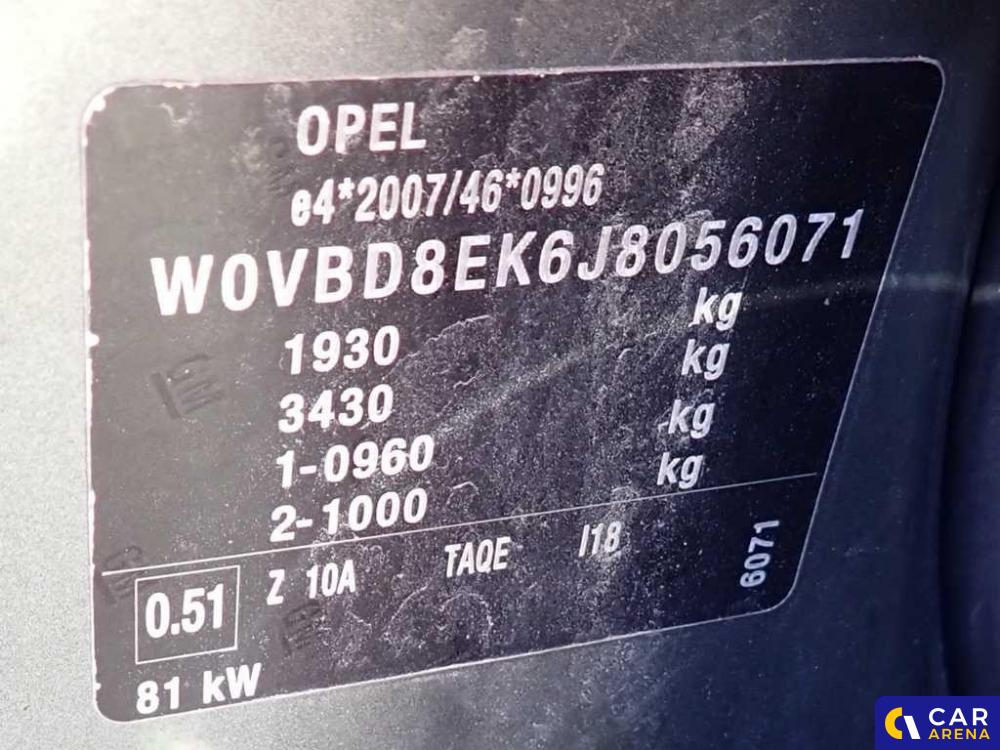 OPEL
e4*2007/46*0996
W0VBD8EK6J8056071
1930 kg
3430 kg
1-0960 kg
2-1000 kg
0.51 Z 10A TAQE I18 6071
81 kW
CAR
ARENA